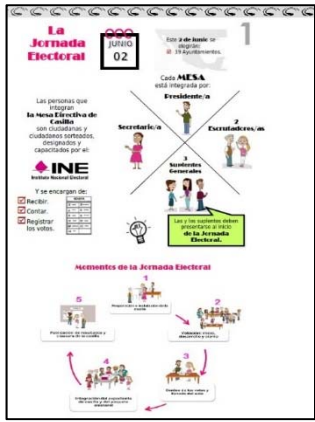 La
Jornada
Electoral
JUNIO
02
1
Este 2 de junio se
elegirán:
19 Ayuntamientos.
Cada MESA
está integrada por:
Presidente/a
Las personas que
integran
la Mesa Directiva de
Casilla
son ciudadanas y
ciudadanos sorteados,
designados y
capacitados por el:
INE
Instituto Nacional Electoral
Y se encargan de:
Recibir.
Contar.
Registrar
los votos.
Secretario/a
2
Escrutadores/as
3
Suplentes
Generales
Las y los suplentes deben
presentarse al inicio
de la Jornada
Electoral.
Momentos de la Jornada Electoral
1
2
3
4
5